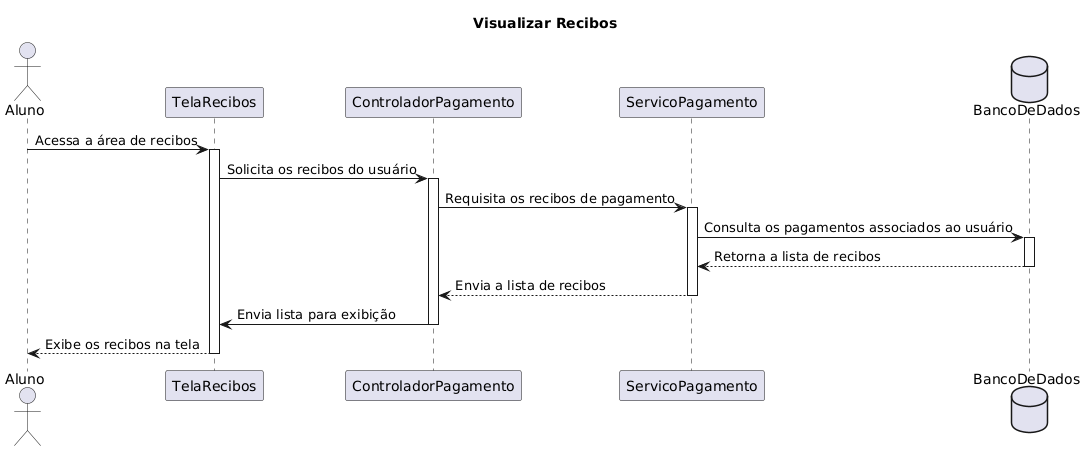 Visualizar Recibos
Aluno
TelaRecibos
ControladorPagamento
ServicoPagamento
BancoDeDados
Acessa a área de recibos
Solicita os recibos do usuário
Requisita os recibos de pagamento
Consulta os pagamentos associados ao usuário
Retorna a lista de recibos
Envia a lista de recibos
Envia lista para exibição
Exibe os recibos na tela
Aluno
TelaRecibos
ControladorPagamento
ServicoPagamento
BancoDeDados